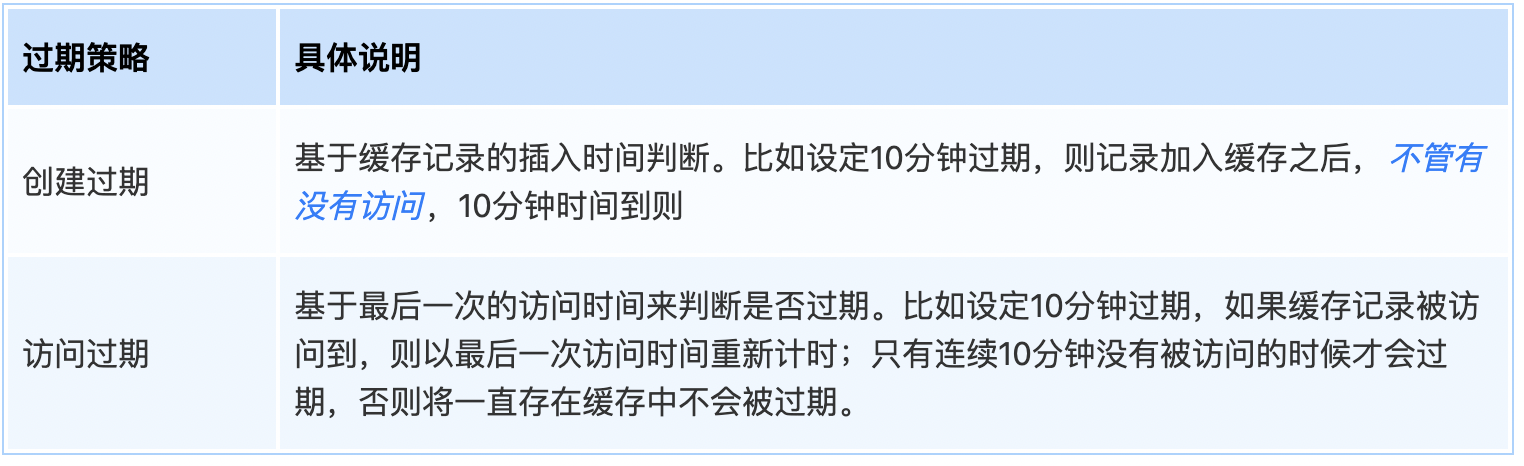 过期策略
具体说明
创建过期
基于缓存记录的插入时间判断。比如设定10分钟过期，则记录加入缓存之后，不管有
没有访问，10分钟时间到则
访问过期
基于最后一次的访问时间来判断是否过期。比如设定10分钟过期，如果缓存记录被访
问到，则以最后一次访问时间重新计时；只有连续10分钟没有被访问的时候才会过
期，否则将一直存在缓存中不会被过期。